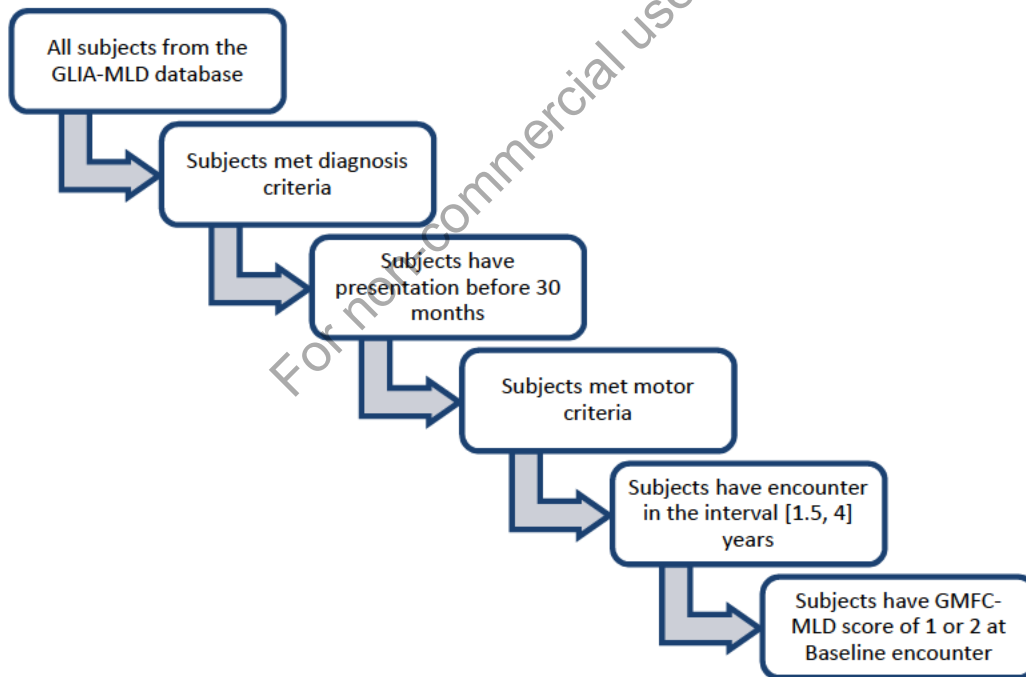 All subjects from the
GLIA-MLD database
Subjects met diagnosis
criteria
Subjects have
presentation before 30
months
Subjects met motor
criteria
Subjects have encounter
in the interval [1.5, 4]
years
Subjects have GMFC-
MLD score of 1 or 2 at
Baseline encounter
For non-commercial use